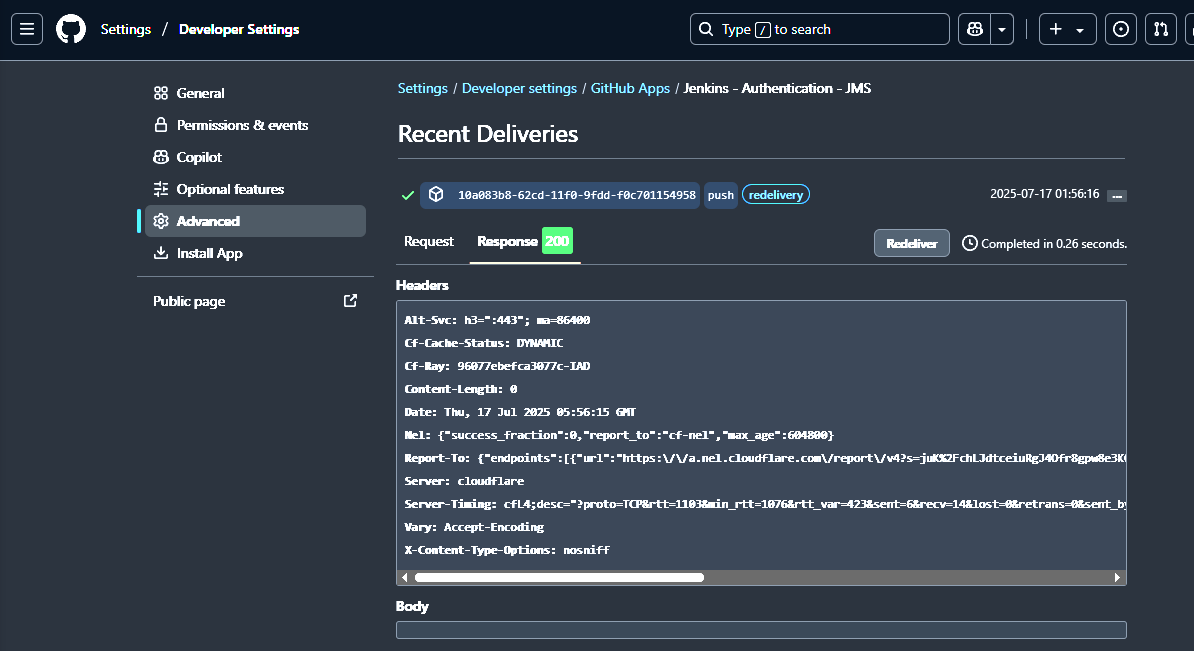 Settings / Developer Settings
Type / to search
General
Permissions & events
Copilot
Optional features
Advanced
Install App
Public page
Settings / Developer settings / GitHub Apps / Jenkins - Authentication - JMS
Recent Deliveries
10a083b8-62cd-11f0-9fdd-f0c701154958 push redelivery 2025-07-17 01:56:16 ...
Request Response 200 Redeliver Completed in 0.26 seconds.
Headers
Alt-Svc: h3=":443"; ma=86400
Cf-Cache-Status: DYNAMIC
Cf-Ray: 96077ebefca3077c-IAD
Content-Length: 0
Date: Thu, 17 Jul 2025 05:56:15 GMT
Nel: {"success_fraction":0,"report_to":"cf-nel","max_age":604800}
Report-To: {"endpoints":[{"url":"https:\/\/a.nel.cloudflare.com\/report\/v4?s=juK%2FchLJdtceiuRgJ4Ofr8gpw8e3K
Server: cloudflare
Server-Timing: cfL4;desc="?proto=TCP&rtt=1103&min_rtt=1076&rtt_var=423&sent=6&recv=14&lost=0&retrans=0&sent_by
Vary: Accept-Encoding
X-Content-Type-Options: nosniff
Body